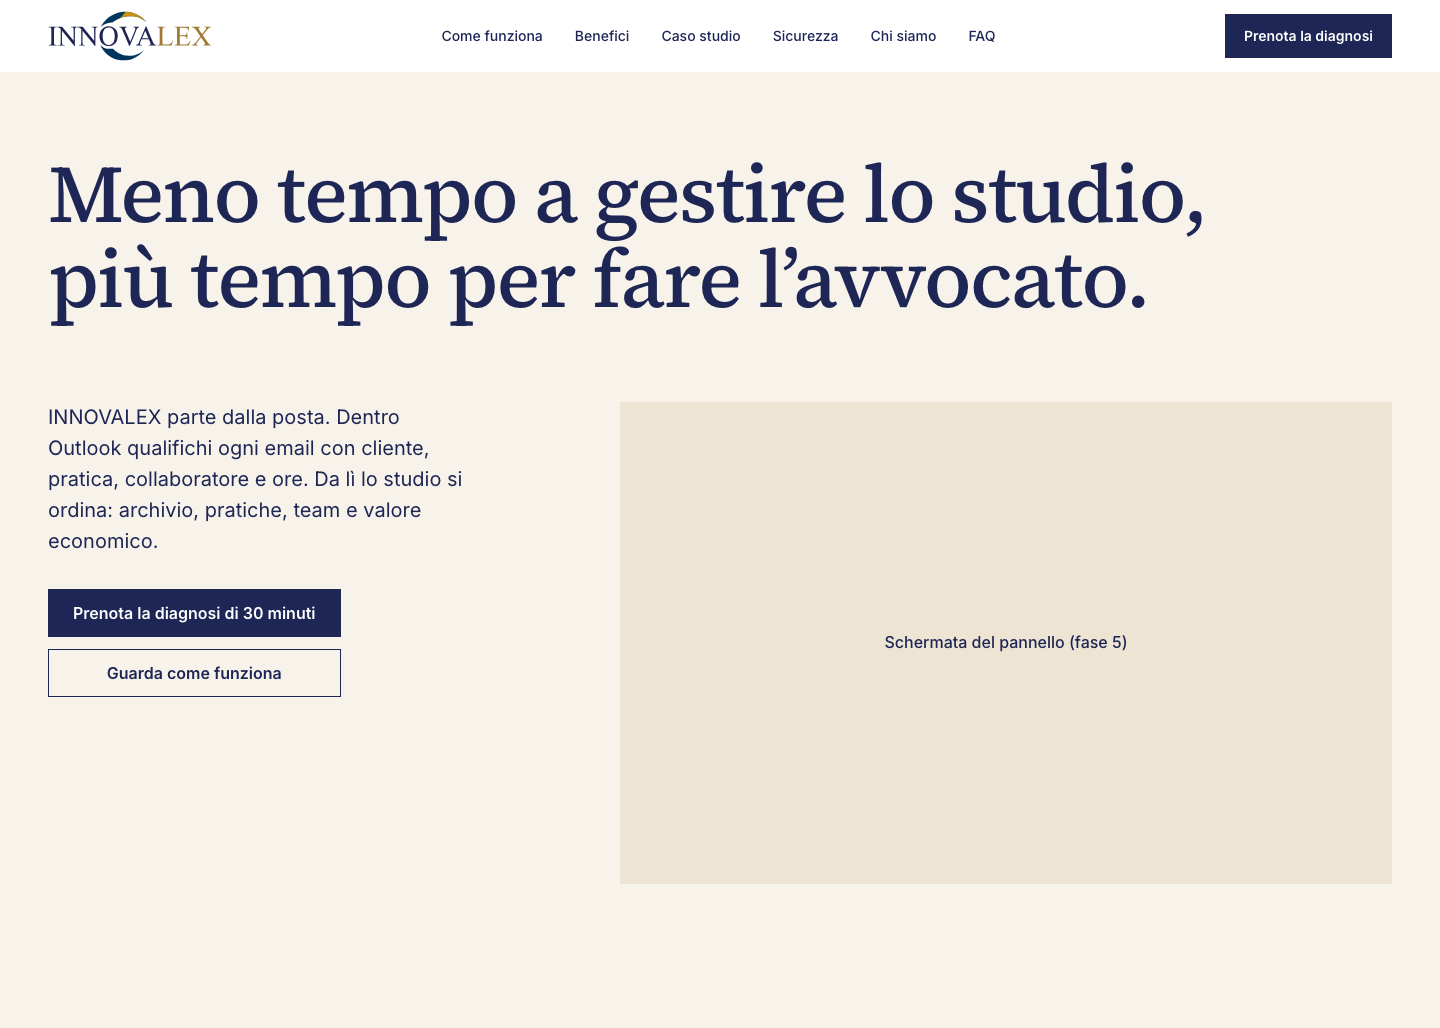 INNOVALEX
Come funziona
Benefici
Caso studio
Sicurezza
Chi siamo
FAQ
Prenota la diagnosi
Meno tempo a gestire lo studio,
più tempo per fare l’avvocato.
INNOVALEX parte dalla posta. Dentro
Outlook qualifichi ogni email con cliente,
pratica, collaboratore e ore. Da lì lo studio si
ordina: archivio, pratiche, team e valore
economico.
Prenota la diagnosi di 30 minuti
Guarda come funziona
Schermata del pannello (fase 5)